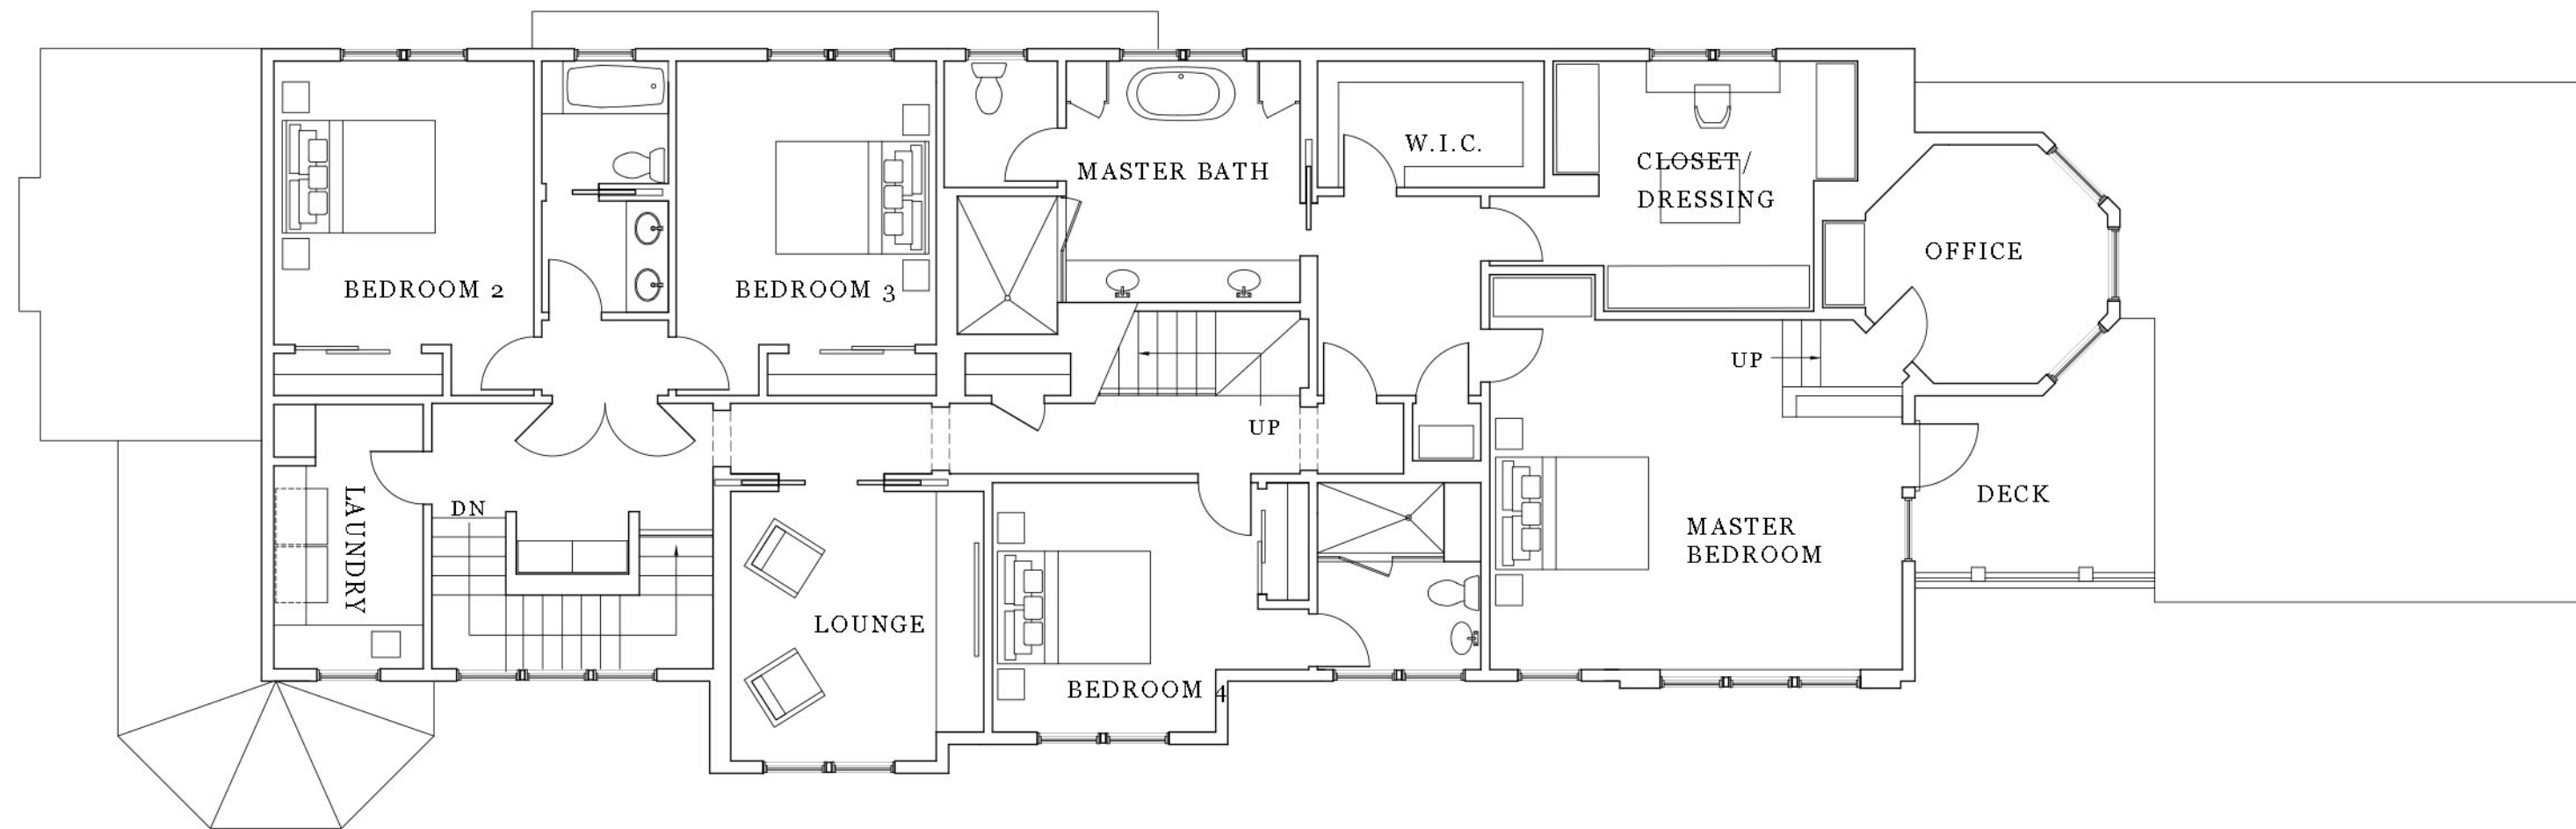 BEDROOM 2
BEDROOM 3
MASTER BATH
W.I.C.
CLOSET/
DRESSING
OFFICE
UP
UP
DN
LAUNDRY
LOUNGE
BEDROOM 4
MASTER
BEDROOM
DECK